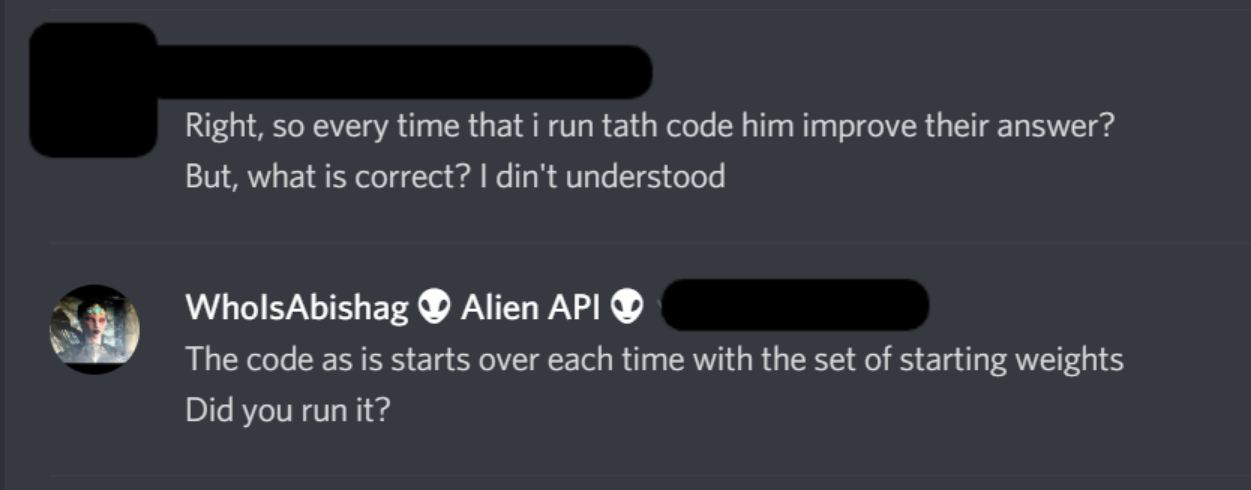 Right, so every time that i run tath code him improve their answer?
But, what is correct? I din't understood
WhoIsAbishag 👽 Alien API 👽
The code as is starts over each time with the set of starting weights
Did you run it?